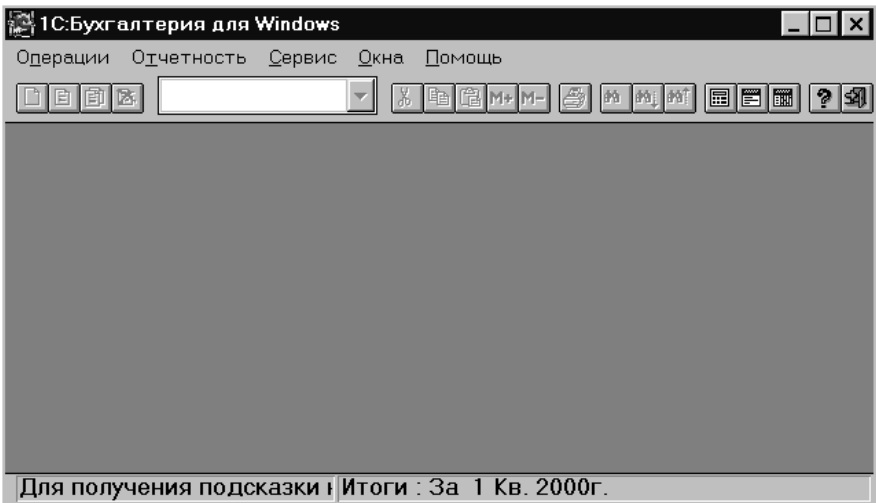 1С:Бухгалтерия для Windows
Операции Отчетность Сервис Окна Помощь
M+ M- ?
Для получения подсказки Итоги : За 1 Кв. 2000г.